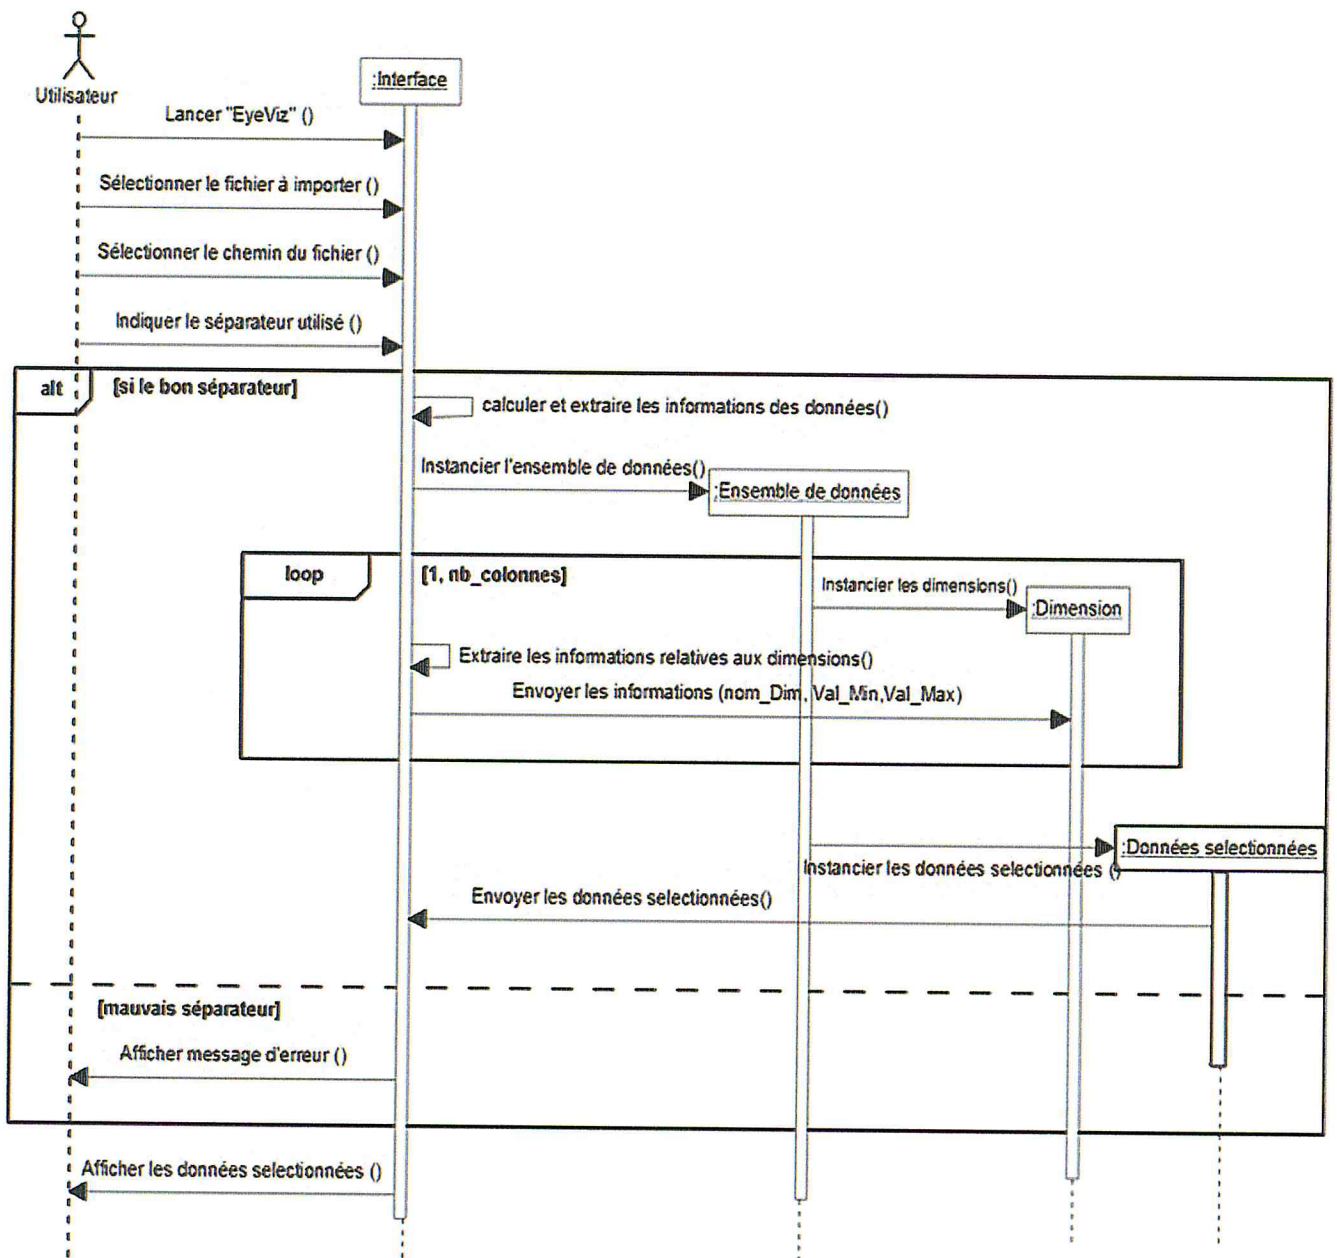 Utilisateur
:Interface
Lancer "EyeViz" ()
Sélectionner le fichier à importer ()
Sélectionner le chemin du fichier ()
Indiquer le séparateur utilisé ()
alt
[si le bon séparateur]
calculer et extraire les informations des données()
Instancier l'ensemble de données()
:Ensemble de données
loop
[1, nb_colonnes]
Instancier les dimensions()
:Dimension
Extraire les informations relatives aux dimensions()
Envoyer les informations (nom_Dim, Val_Min,Val_Max)
:Données selectionnées
Instancier les données selectionnées ()
Envoyer les données selectionnées()
[mauvais séparateur]
Afficher message d'erreur ()
Afficher les données selectionnées ()